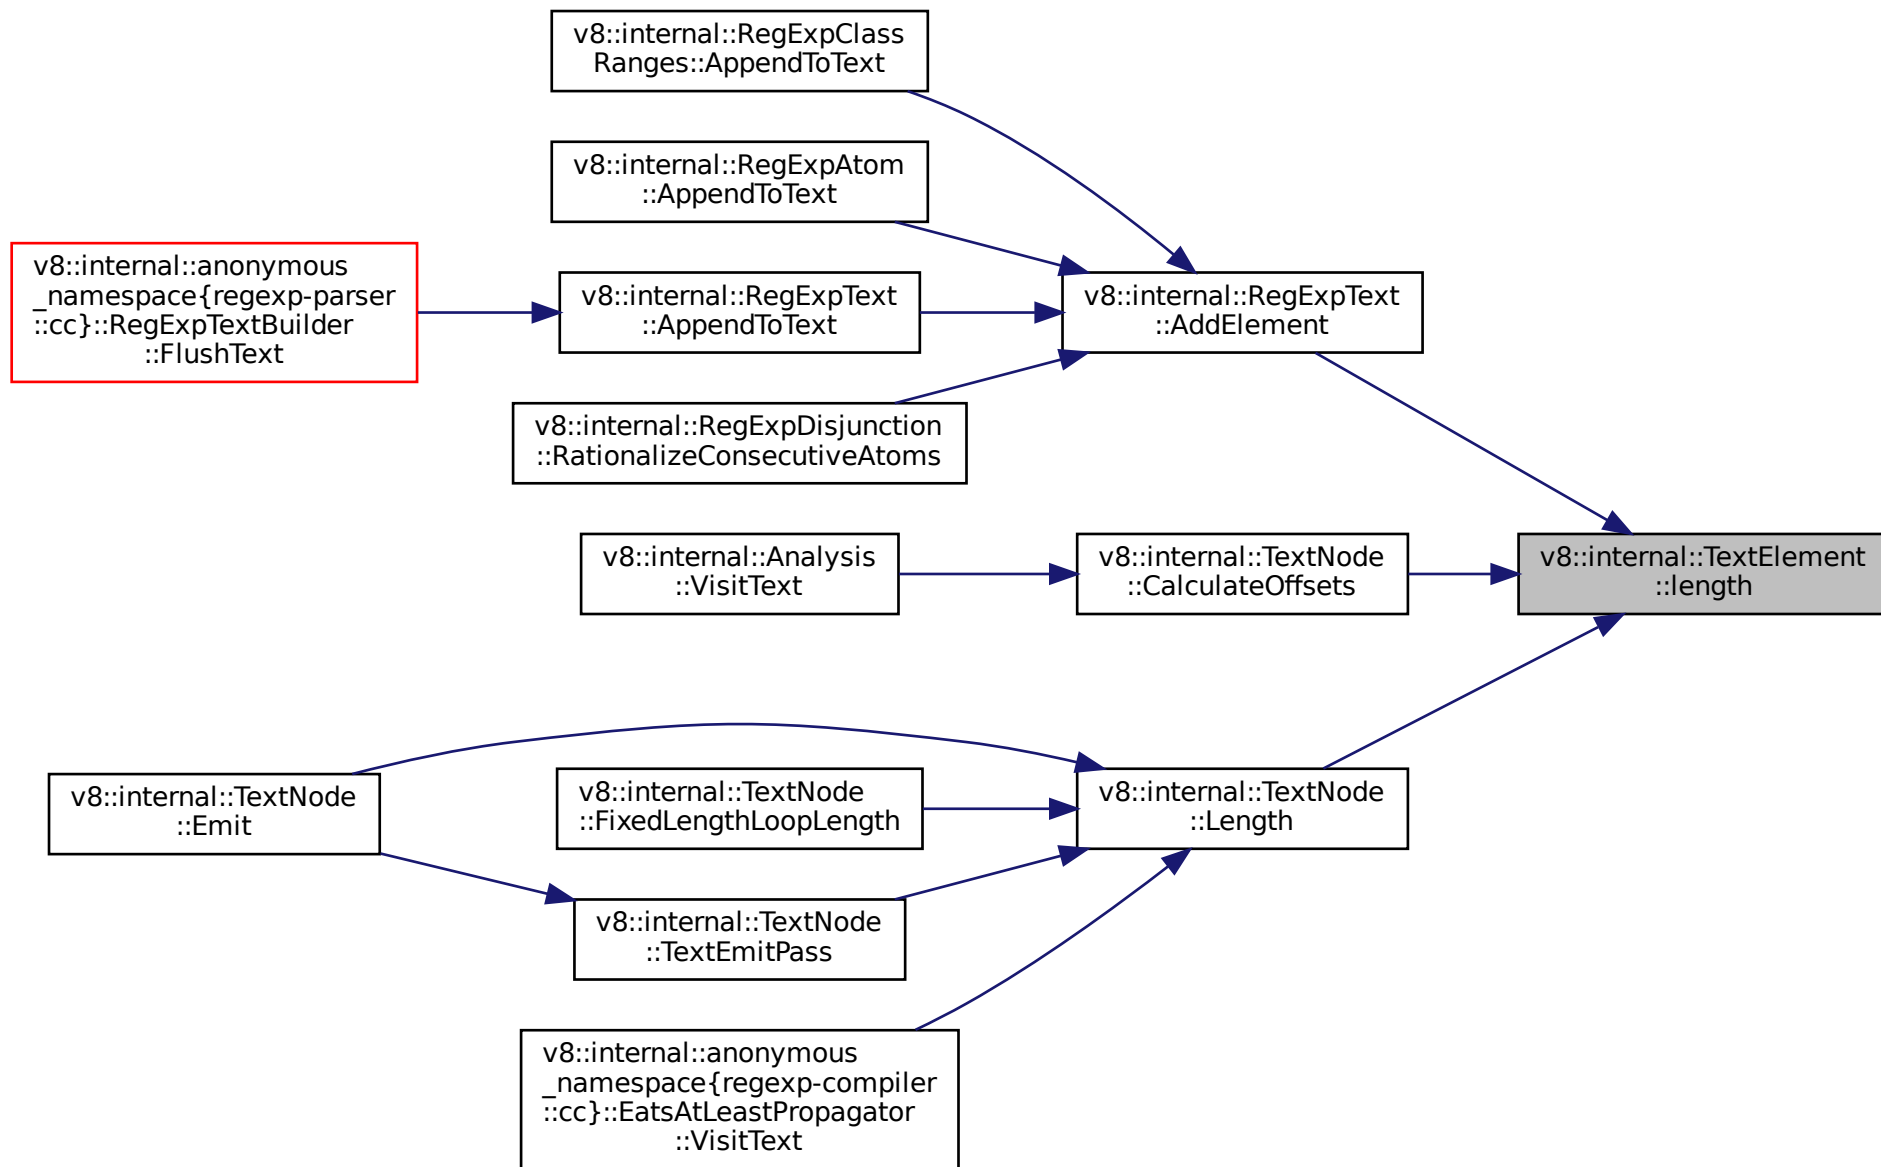 v8::internal::RegExpClass
Ranges::AppendToText
v8::internal::RegExpAtom
::AppendToText
v8::internal::anonymous
_namespace{regexp-parser
::cc}::RegExpTextBuilder
::FlushText
v8::internal::RegExpText
::AppendToText
v8::internal::RegExpText
::AddElement
v8::internal::RegExpDisjunction
::RationalizeConsecutiveAtoms
v8::internal::Analysis
::VisitText
v8::internal::TextNode
::CalculateOffsets
v8::internal::TextElement
::length
v8::internal::TextNode
::Emit
v8::internal::TextNode
::FixedLengthLoopLength
v8::internal::TextNode
::Length
v8::internal::TextNode
::TextEmitPass
v8::internal::anonymous
_namespace{regexp-compiler
::cc}::EatsAtLeastPropagator
::VisitText